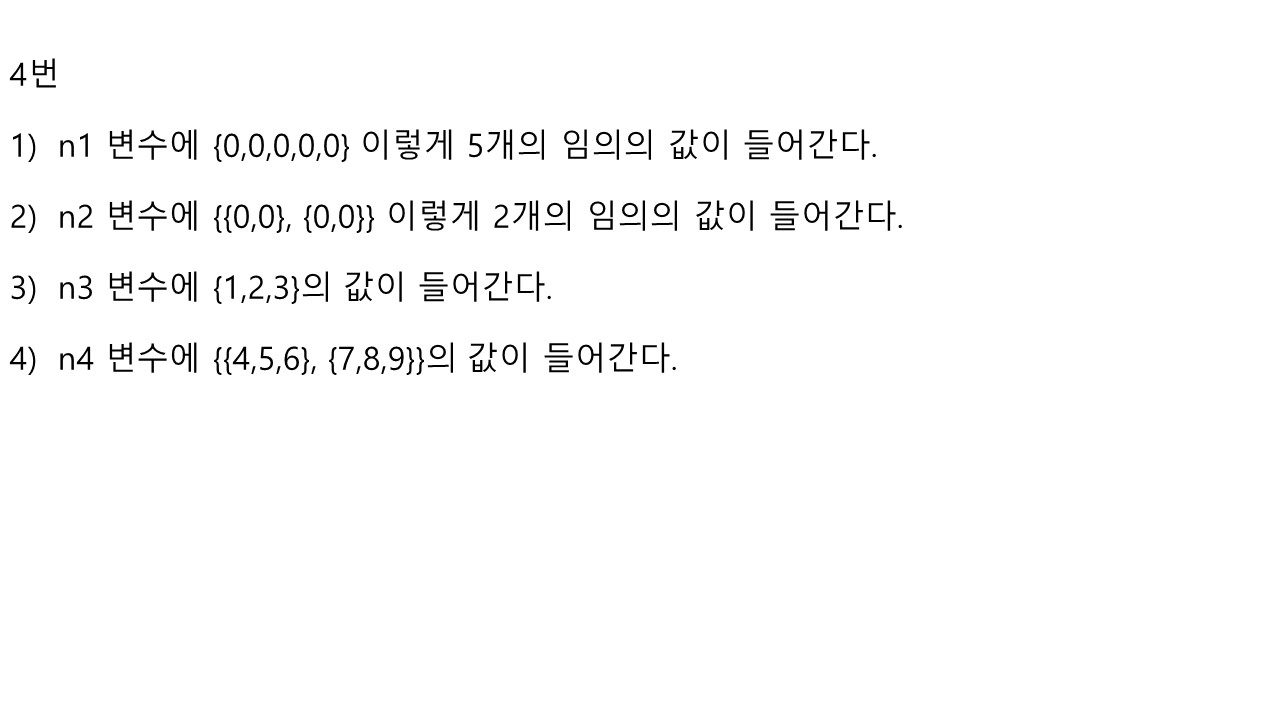 4번
1) n1 변수에 {0,0,0,0,0} 이렇게 5개의 임의의 값이 들어간다.
2) n2 변수에 {{0,0}, {0,0}} 이렇게 2개의 임의의 값이 들어간다.
3) n3 변수에 {1,2,3}의 값이 들어간다.
4) n4 변수에 {{4,5,6}, {7,8,9}}의 값이 들어간다.